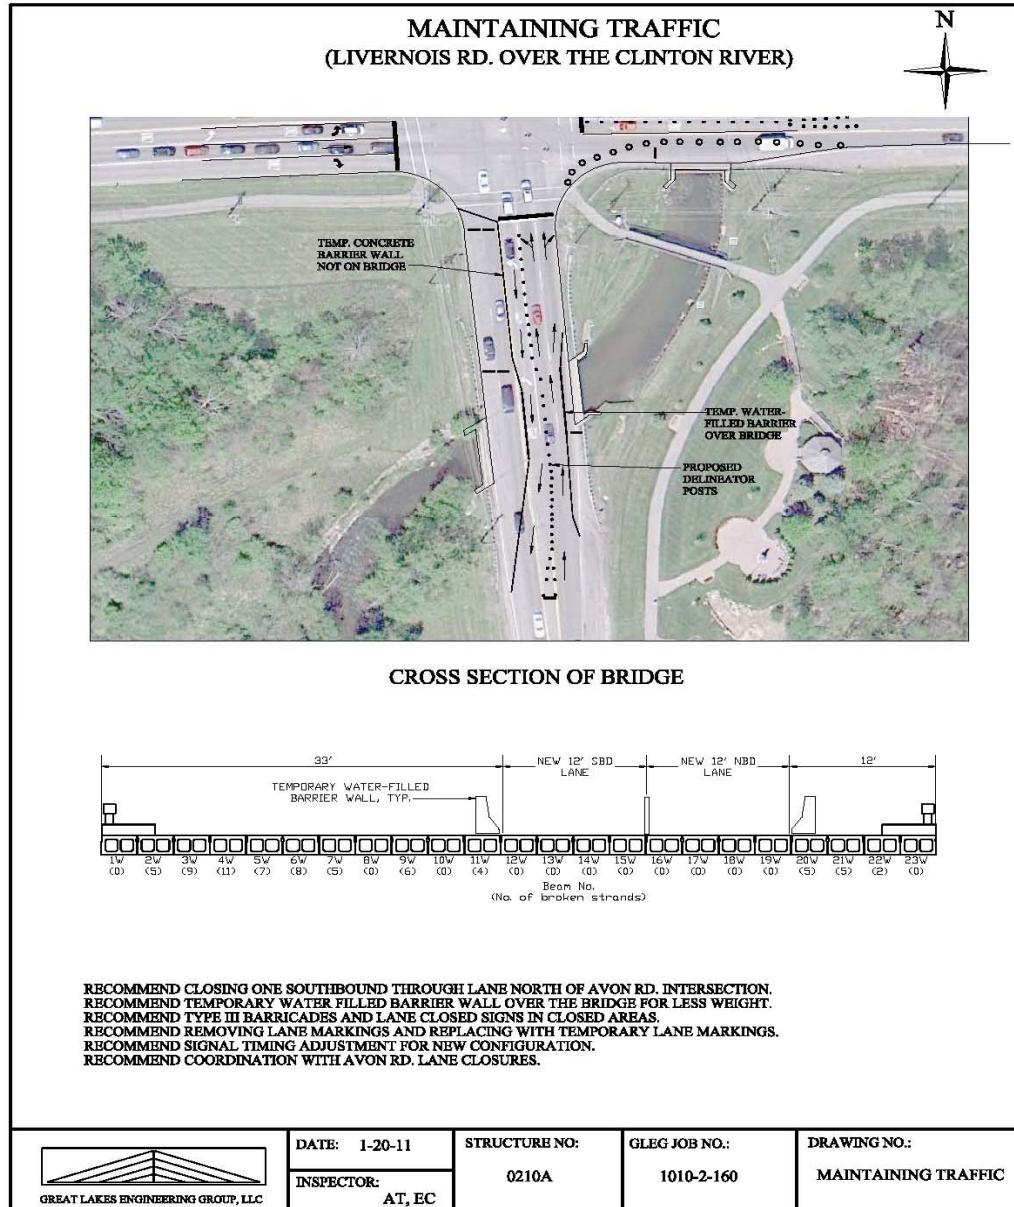 MAINTAINING TRAFFIC
(LIVERNOIS RD. OVER THE CLINTON RIVER)
N
TEMP. CONCRETE
BARRIER WALL
NOT ON BRIDGE
TEMP. WATER-
FILLED BARRIER
OVER BRIDGE
PROPOSED
DELINEATOR
POSTS
CROSS SECTION OF BRIDGE
33'
NEW 12' SBD
LANE
NEW 12' NBD
LANE
12'
TEMPORARY WATER-FILLED
BARRIER WALL, TYP.
1W 2W 3W 4W 5W 6W 7W 8W 9W 10W 11W 12W 13W 14W 15W 16W 17W 18W 19W 20W 21W 22W 23W
(0) (5) (9) (11) (7) (8) (5) (0) (6) (0) (4) (0) (0) (0) (0) (0) (0) (0) (0) (5) (5) (2) (0)
Beam No.
(No. of broken strands)
RECOMMEND CLOSING ONE SOUTHBOUND THROUGH LANE NORTH OF AVON RD. INTERSECTION.
RECOMMEND TEMPORARY WATER FILLED BARRIER WALL OVER THE BRIDGE FOR LESS WEIGHT.
RECOMMEND TYPE III BARRICADES AND LANE CLOSED SIGNS IN CLOSED AREAS.
RECOMMEND REMOVING LANE MARKINGS AND REPLACING WITH TEMPORARY LANE MARKINGS.
RECOMMEND SIGNAL TIMING ADJUSTMENT FOR NEW CONFIGURATION.
RECOMMEND COORDINATION WITH AVON RD. LANE CLOSURES.
GREAT LAKES ENGINEERING GROUP, LLC
DATE: 1-20-11
INSPECTOR:
AT, EC
STRUCTURE NO:
0210A
GLEG JOB NO.:
1010-2-160
DRAWING NO.:
MAINTAINING TRAFFIC